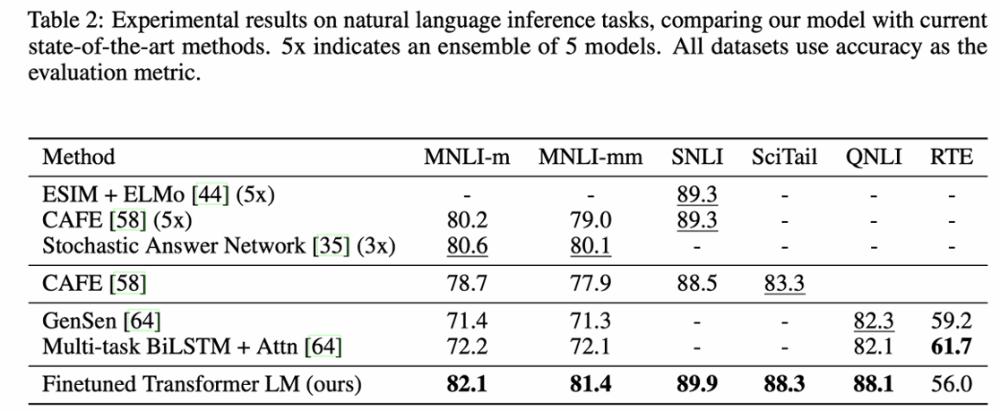 Table 2: Experimental results on natural language inference tasks, comparing our model with current
state-of-the-art methods. 5x indicates an ensemble of 5 models. All datasets use accuracy as the
evaluation metric.
Method MNLI-m MNLI-mm SNLI SciTail QNLI RTE
ESIM + ELMo [44] (5x) - - 89.3 - - -
CAFE [58] (5x) 80.2 79.0 89.3 - - -
Stochastic Answer Network [35] (3x) 80.6 80.1 - - - -
CAFE [58] 78.7 77.9 88.5 83.3
GenSen [64] 71.4 71.3 - - 82.3 59.2
Multi-task BiLSTM + Attn [64] 72.2 72.1 - - 82.1 61.7
Finetuned Transformer LM (ours) 82.1 81.4 89.9 88.3 88.1 56.0